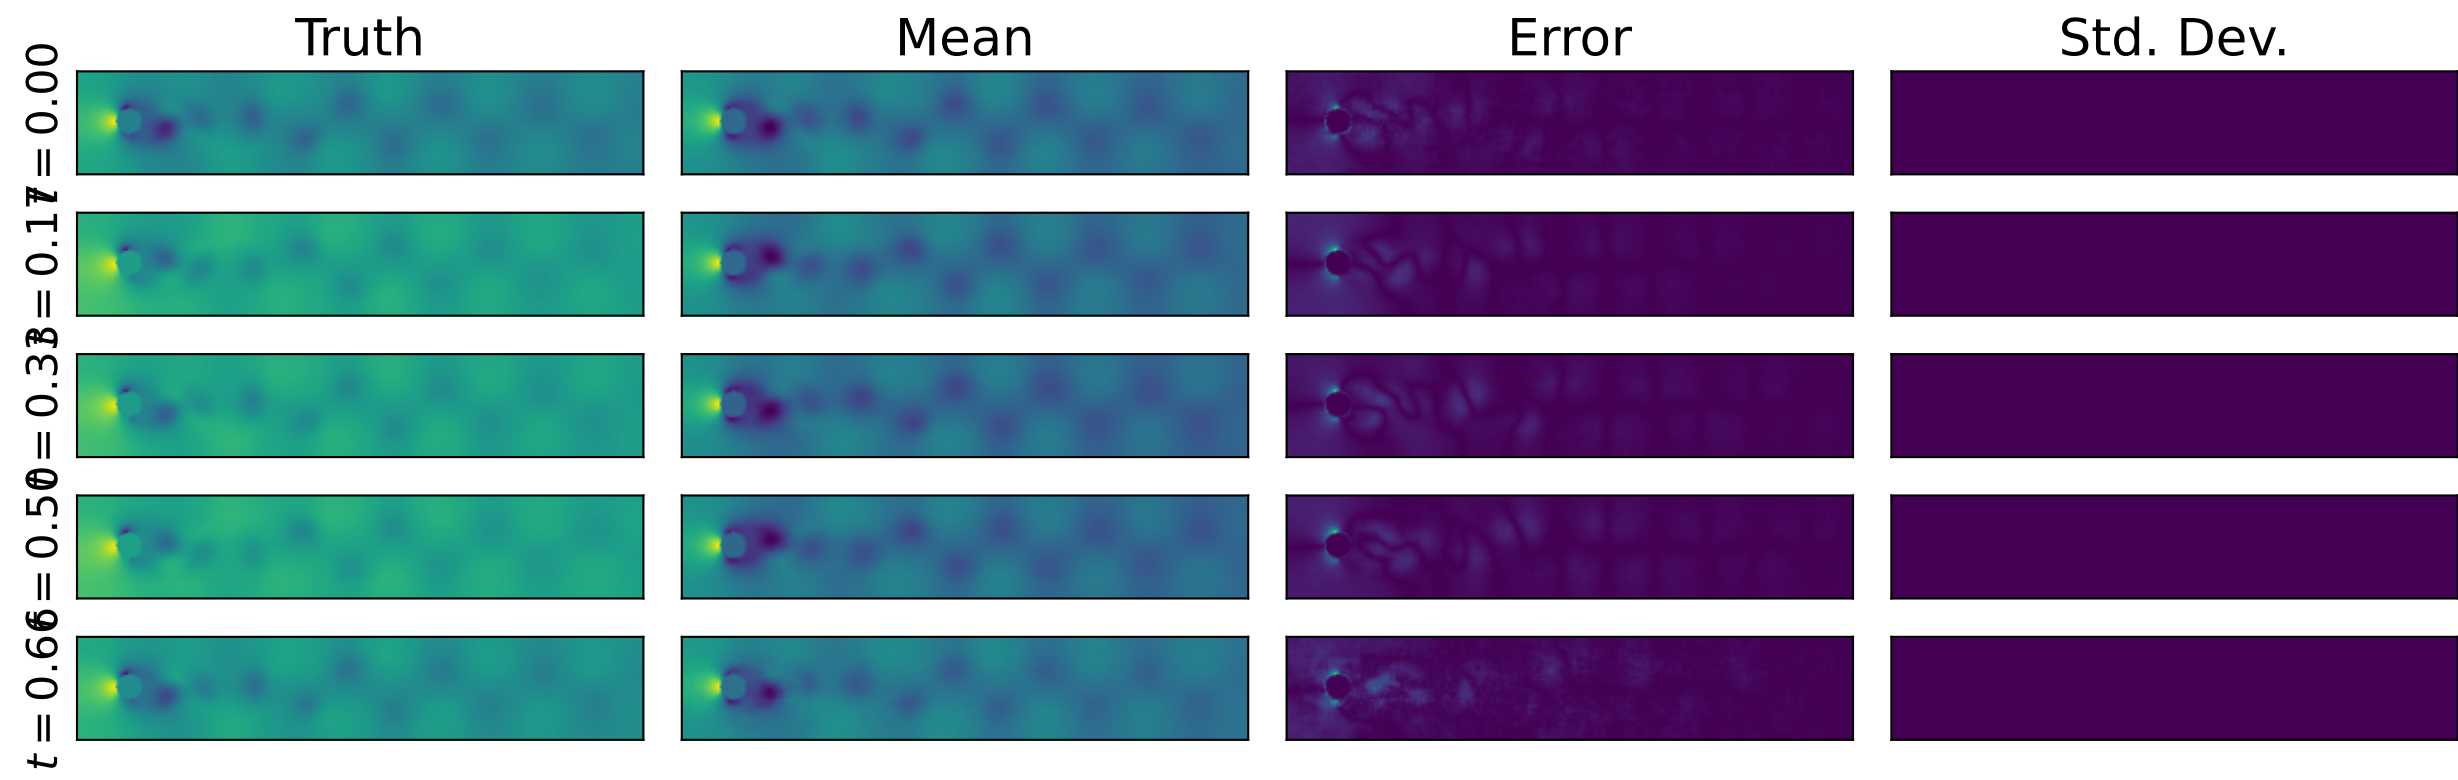 Truth Mean Error Std. Dev.
t = 0.00
t = 0.17
t = 0.33
t = 0.50
t = 0.66